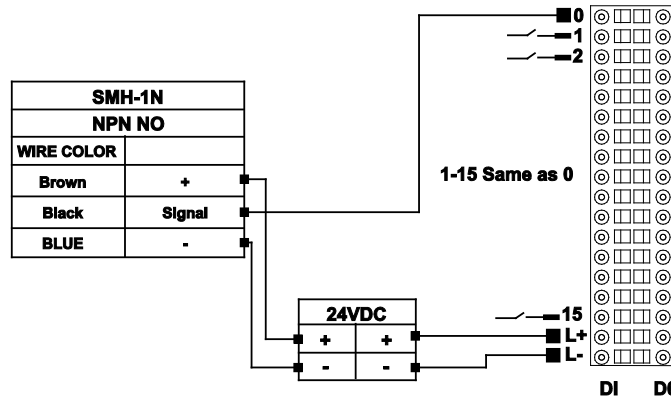 0
1
2
SMH-1N
NPN NO
WIRE COLOR
Brown +
Black Signal
BLUE -
1-15 Same as 0
15
24VDC
+ +
- -
L+
L-
DI